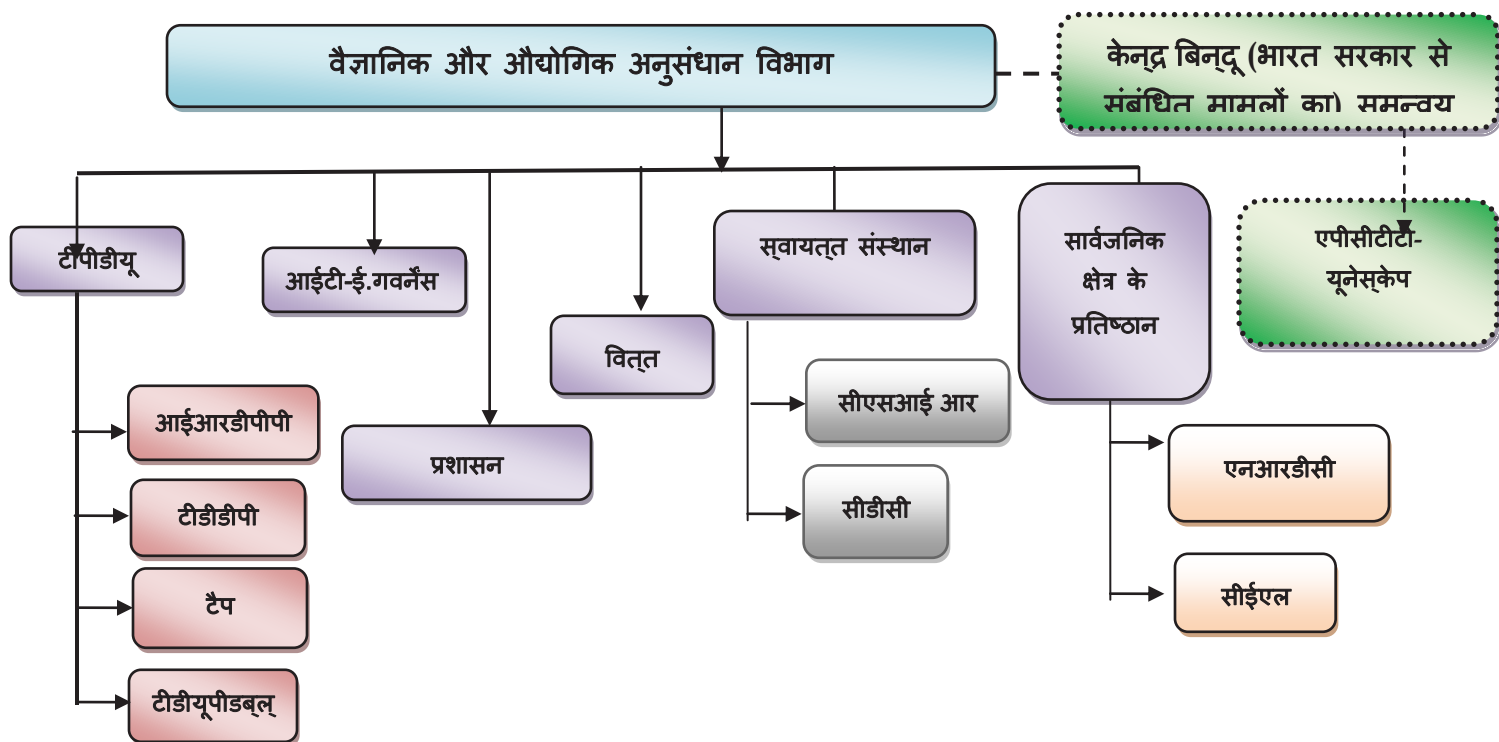 वैज्ञानिक और औद्योगिक अनुसंधान विभाग
केन्द्र बिन्दू (भारत सरकार से
संबंधित मामलों का) समन्वय
टीपीडीयू
आईटी-ई.गवर्नेंस
प्रशासन
वित्त
स्वायत्त संस्थान
सार्वजनिक
क्षेत्र के
प्रतिष्ठान
एपीसीटीटी-
यूनेस्केप
आईआरडीपीपी
टीडीडीपी
टैप
टीडीयूपीडब्ल्
सीएसआई आर
सीडीसी
एनआरडीसी
सीईएल